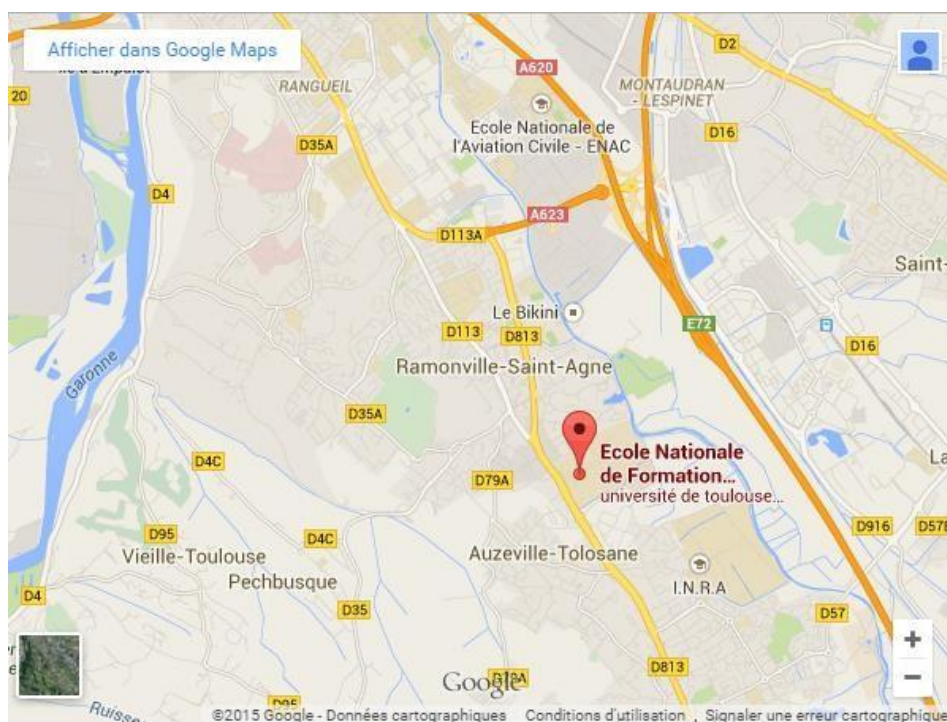 Afficher dans Google Maps
20
RANGUEIL
A620
D2
MONTAUDRAN
- LESPINET
Ecole Nationale de
l'Aviation Civile - ENAC
D35A
D16
D4
A623
D113A
Saint-
Le Bikini
E72
D113
D813
D16
Ramonville-Saint-Agne
Garonne
D35A
Ecole Nationale
de Formation...
université de toulouse...
D4C
D79A
La
D95
D4C
D916
Vieille-Toulouse
Auzeville-Tolosane
Pechbusque
I.N.R.A
D4
D35
D57
+
D813
−
Google
Ruisse
©2015 Google - Données cartographiques
Conditions d'utilisation
Signaler une erreur cartographique